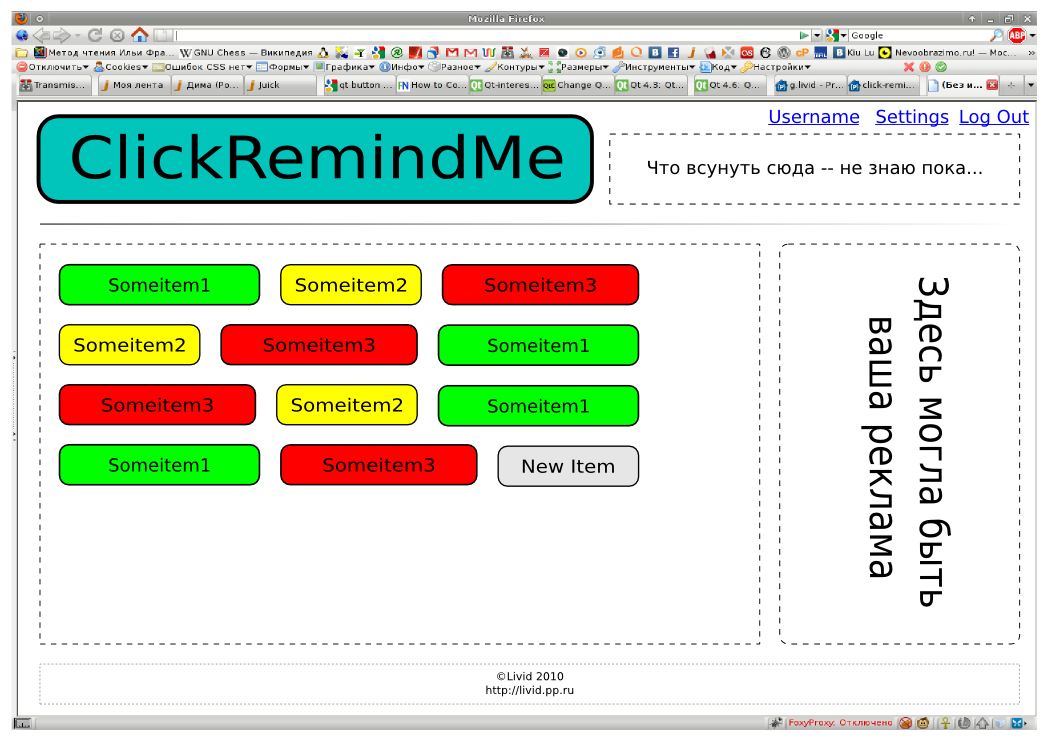 Mozilla Firefox
Google
ABP
Метод чтения Ильи Фра... GNU Chess — Википедия Kiu Lu Nevoobrazimo.ru! — Мос... »
Отключить Cookies Ошибок CSS нет Формы Графика Инфо Разное Контуры Размеры Инструменты Код Настройки
Transmis... Моя лента Дима (Po... Juick qt button ... How to Co... Qt-interes... Change Q... Qt 4.3: Qt... Qt 4.6: Q... g.livid - Pr... click-remi... (Без и...
Username Settings Log Out
ClickRemindMe
Что всунуть сюда -- не знаю пока...
Someitem1 Someitem2 Someitem3
Someitem2 Someitem3 Someitem1
Someitem3 Someitem2 Someitem1
Someitem1 Someitem3 New Item
Здесь могла быть
ваша реклама
©Livid 2010
http://livid.pp.ru
FoxyProxy: Отключено